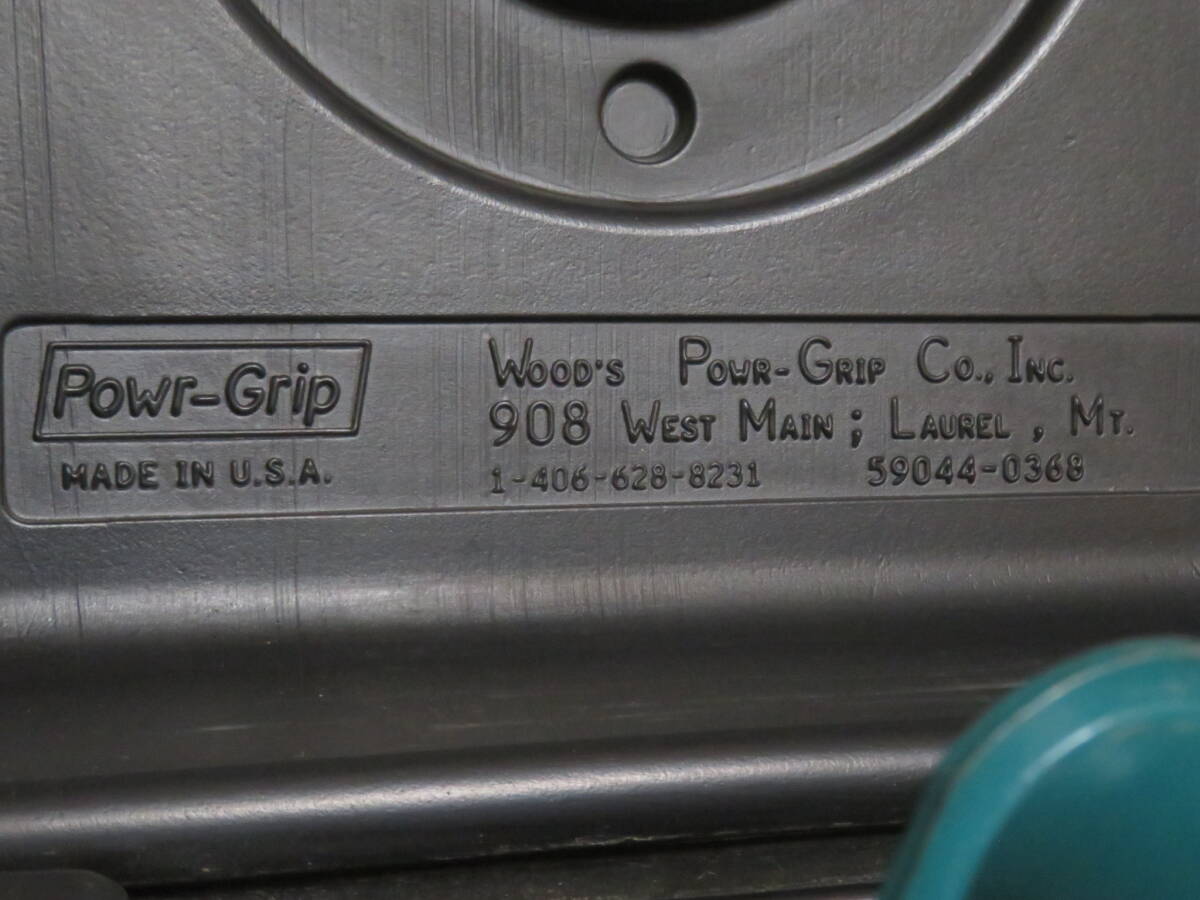 Powr-Grip
MADE IN U.S.A.
WOOD'S POWR-GRIP CO., INC.
908 WEST MAIN ; LAUREL , MT.
1-406-628-8231 59044-0368